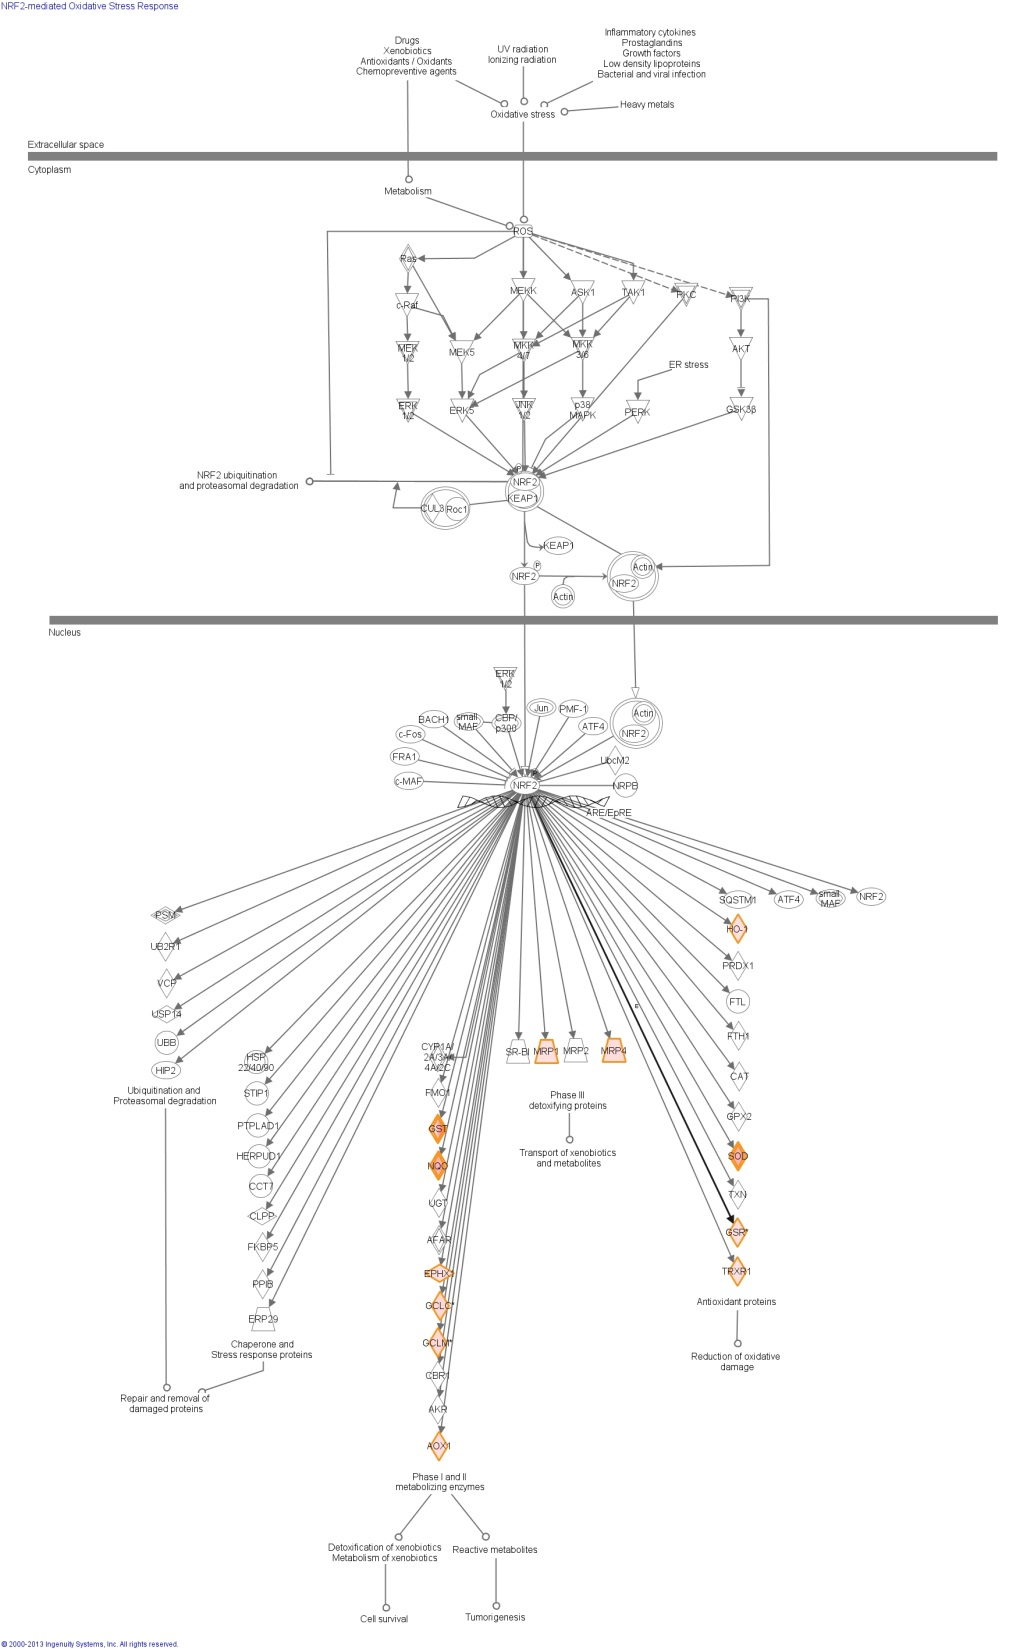 NRF2-mediated Oxidative Stress Response
Drugs
Xenobiotics
Antioxidants / Oxidants
Chemopreventive agents
UV radiation
Ionizing radiation
Inflammatory cytokines
Prostaglandins
Growth factors
Low density lipoproteins
Bacterial and viral infection
Heavy metals
Oxidative stress
Extracellular space
Cytoplasm
Metabolism
ROS
Ras
MEKK
ASK1
TAK1
PKC
PI3K
c-Raf
MEK
1/2
MEK5
MKK
4/7
MKK
3/6
AKT
ER stress
ERK
1/2
ERK5
JNK
1/2
p38
MAPK
PERK
GSK3β
NRF2 ubiquitination
and proteasomal degradation
P
NRF2
KEAP1
CUL3
Roc1
KEAP1
P
NRF2
Actin
Actin
NRF2
Nucleus
ERK
1/2
BACH1
small
MAF
CBP/
p300
Jun
PMF-1
ATF4
Actin
NRF2
c-Fos
FRA1
c-MAF
UbcM2
NRPB
NRF2
ARE/EpRE
PSM
UB2R1
VCP
USP14
UBB
HIP2
Ubiquitination and
Proteasomal degradation
HSP
22/40/90
STIP1
PTPLAD1
HERPUD1
CCT7
CLPP
FKBP5
PPIB
ERP29
Chaperone and
Stress response proteins
Repair and removal of
damaged proteins
CYP1A/
2A/3A
4A/2C
FMO1
GST
NQO
UGT
AFAR
EPHX1
GCLC*
GCLM*
CBR1
AKR
AOX1
Phase I and II
metabolizing enzymes
Detoxification of xenobiotics
Metabolism of xenobiotics
Reactive metabolites
Cell survival
Tumorigenesis
SR-BI
MRP1
MRP2
MRP4
Phase III
detoxifying proteins
Transport of xenobiotics
and metabolites
E
SQSTM1
ATF4
small
MAF
NRF2
HO-1
PRDX1
FTL
FTH1
CAT
GPX2
SOD
TXN
GSR*
TRXR1
Antioxidant proteins
Reduction of oxidative
damage
© 2000-2013 Ingenuity Systems, Inc. All rights reserved.